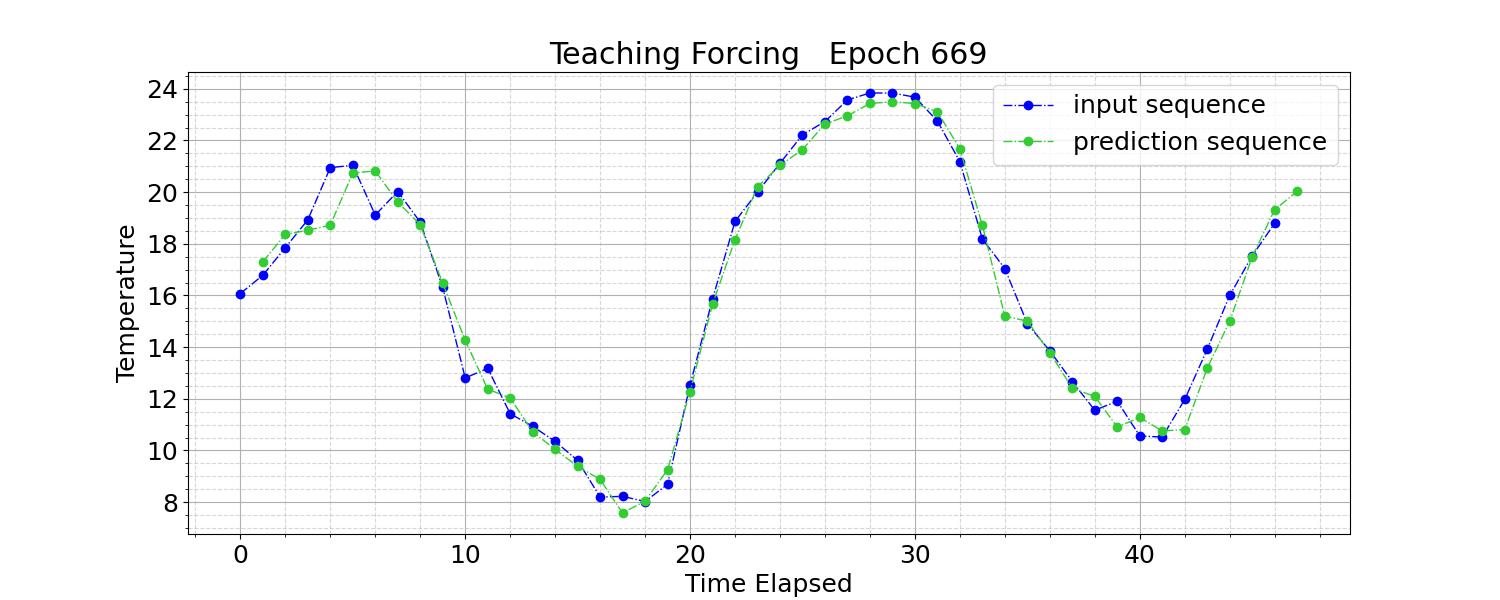 Teaching Forcing   Epoch 669
24
22
20
18
16
14
12
10
8
Temperature
input sequence
prediction sequence
0 10 20 30 40
Time Elapsed